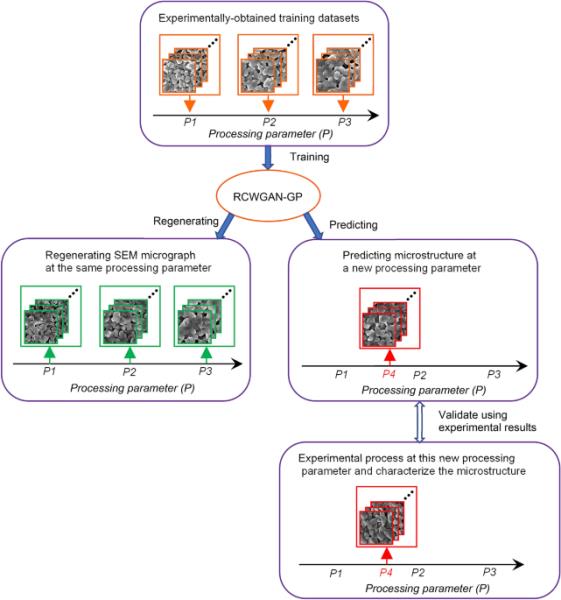 Experimentally-obtained training datasets
P1 P2 P3
Processing parameter (P)
Training
RCWGAN-GP
Regenerating
Predicting
Regenerating SEM micrograph
at the same processing parameter
P1 P2 P3
Processing parameter (P)
Predicting microstructure at
a new processing parameter
P1 P4 P2 P3
Processing parameter (P)
Validate using
experimental results
Experimental process at this new processing
parameter and characterize the microstructure
P1 P4 P2 P3
Processing parameter (P)